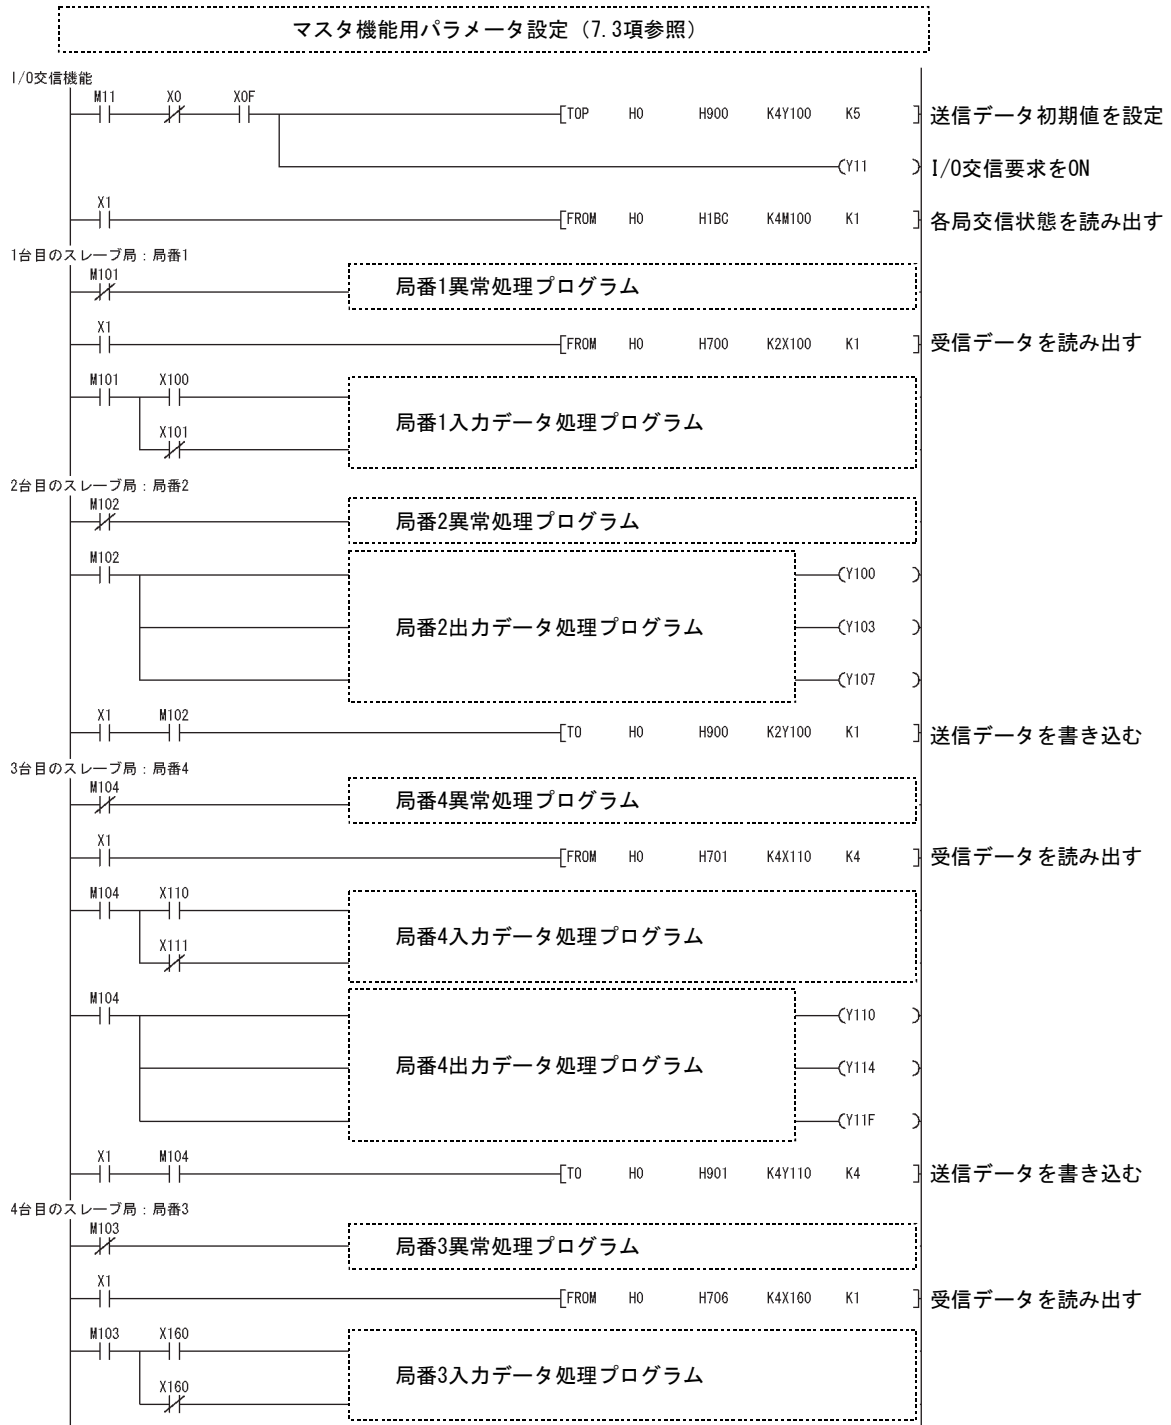 マスタ機能用パラメータ設定（7.3項参照）
I/O交信機能
M11 X0 X0F
[TOP H0 H900 K4Y100 K5 ] 送信データ初期値を設定
(Y11 ) I/O交信要求をON
X1
[FROM H0 H1BC K4M100 K1 ] 各局交信状態を読み出す
1台目のスレーブ局：局番1
M101
局番1異常処理プログラム
X1
[FROM H0 H700 K2X100 K1 ] 受信データを読み出す
M101 X100
X101
局番1入力データ処理プログラム
2台目のスレーブ局：局番2
M102
局番2異常処理プログラム
M102
(Y100 )
局番2出力データ処理プログラム (Y103 )
(Y107 )
X1 M102
[TO H0 H900 K2Y100 K1 ] 送信データを書き込む
3台目のスレーブ局：局番4
M104
局番4異常処理プログラム
X1
[FROM H0 H701 K4X110 K4 ] 受信データを読み出す
M104 X110
X111
局番4入力データ処理プログラム
M104
(Y110 )
局番4出力データ処理プログラム (Y114 )
(Y11F )
X1 M104
[TO H0 H901 K4Y110 K4 ] 送信データを書き込む
4台目のスレーブ局：局番3
M103
局番3異常処理プログラム
X1
[FROM H0 H706 K4X160 K1 ] 受信データを読み出す
M103 X160
X160
局番3入力データ処理プログラム